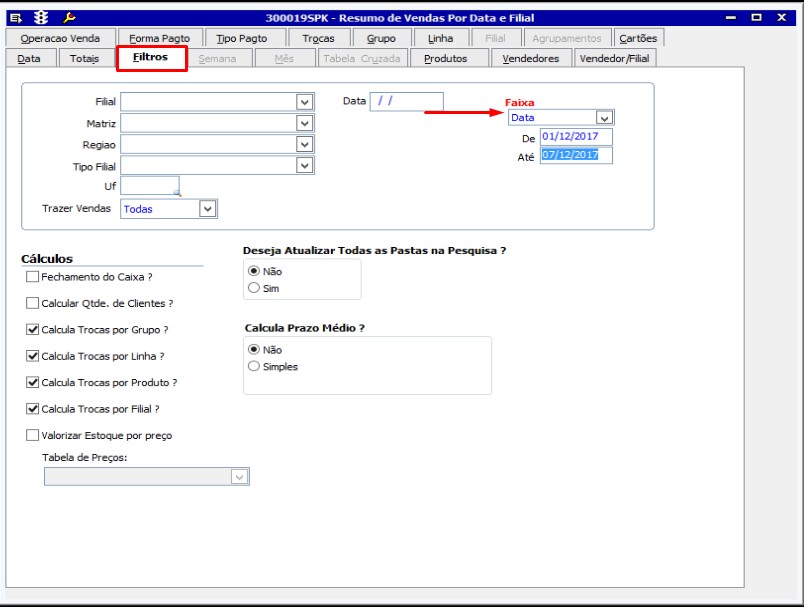 300019SPK - Resumo de Vendas Por Data e Filial
Operacao Venda Forma Pagto Tipo Pagto Trocas Grupo Linha Filial Agrupamentos Cartões
Data Totais Filtros Semana Mês Tabela Cruzada Produtos Vendedores Vendedor/Filial
Filial Data / / Faixa
Matriz Data
Regiao De 01/12/2017
Tipo Filial Até 07/12/2017
Uf
Trazer Vendas Todas
Cálculos
Fechamento do Caixa ?
Calcular Qtde. de Clientes ?
Calcula Trocas por Grupo ?
Calcula Trocas por Linha ?
Calcula Trocas por Produto ?
Calcula Trocas por Filial ?
Valorizar Estoque por preço
Tabela de Preços:
Deseja Atualizar Todas as Pastas na Pesquisa ?
Não
Sim
Calcula Prazo Médio ?
Não
Simples